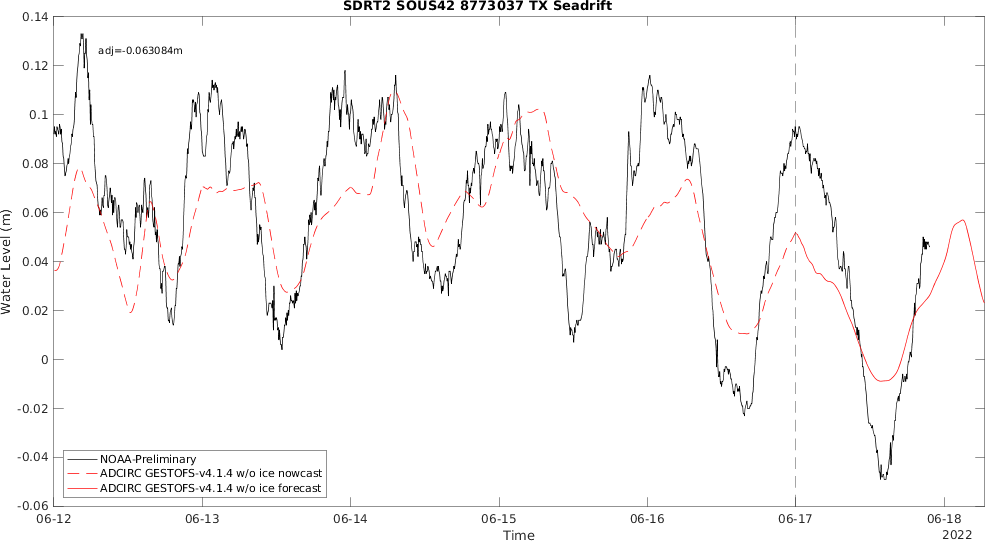 SDRT2 SOUS42 8773037 TX Seadrift
adj=-0.063084m
Water Level (m)
0.14
0.12
0.1
0.08
0.06
0.04
0.02
0
-0.02
-0.04
-0.06
NOAA-Preliminary
ADCIRC GESTOFS-v4.1.4 w/o ice nowcast
ADCIRC GESTOFS-v4.1.4 w/o ice forecast
06-12 06-13 06-14 06-15 06-16 06-17 06-18
Time
2022